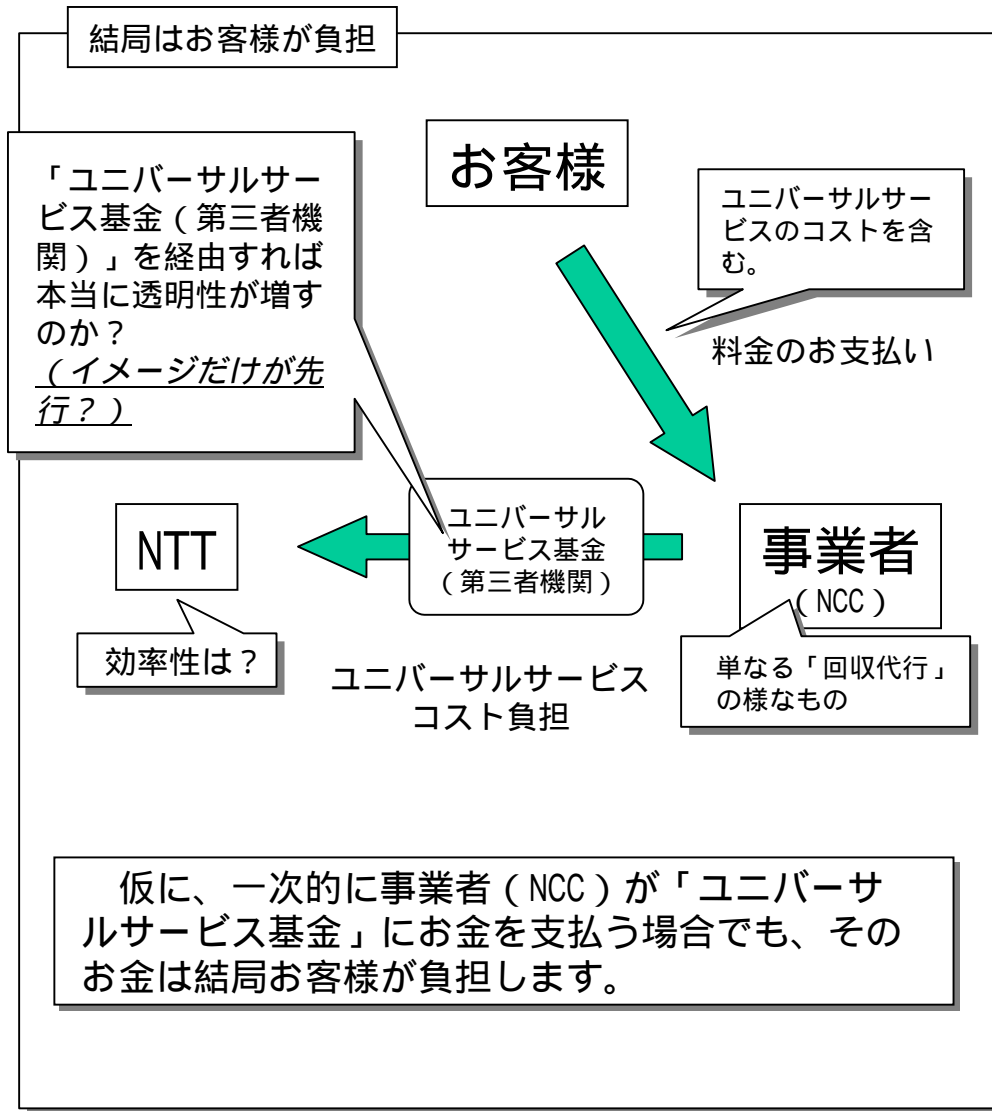 結局はお客様が負担
お客様
「ユニバーサルサー
ビス基金（第三者機
関）」を経由すれば
本当に透明性が増す
のか？
（イメージだけが先
行？）
ユニバーサルサー
ビスのコストを含
む。
料金のお支払い
NTT
ユニバーサル
サービス基金
（第三者機関）
事業者
（NCC）
効率性は？
ユニバーサルサービス
コスト負担
単なる「回収代行」
の様なもの
仮に、一次的に事業者（NCC）が「ユニバーサ
ルサービス基金」にお金を支払う場合でも、その
お金は結局お客様が負担します。